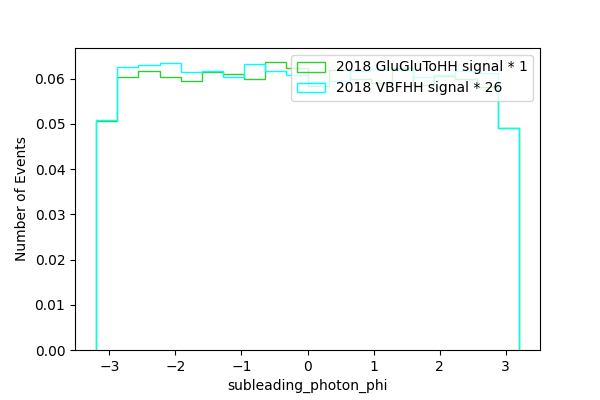 2018 GluGluToHH signal * 1
2018 VBFHH signal * 26
Number of Events
0.06
0.05
0.04
0.03
0.02
0.01
0.00
−3 −2 −1 0 1 2 3
subleading_photon_phi